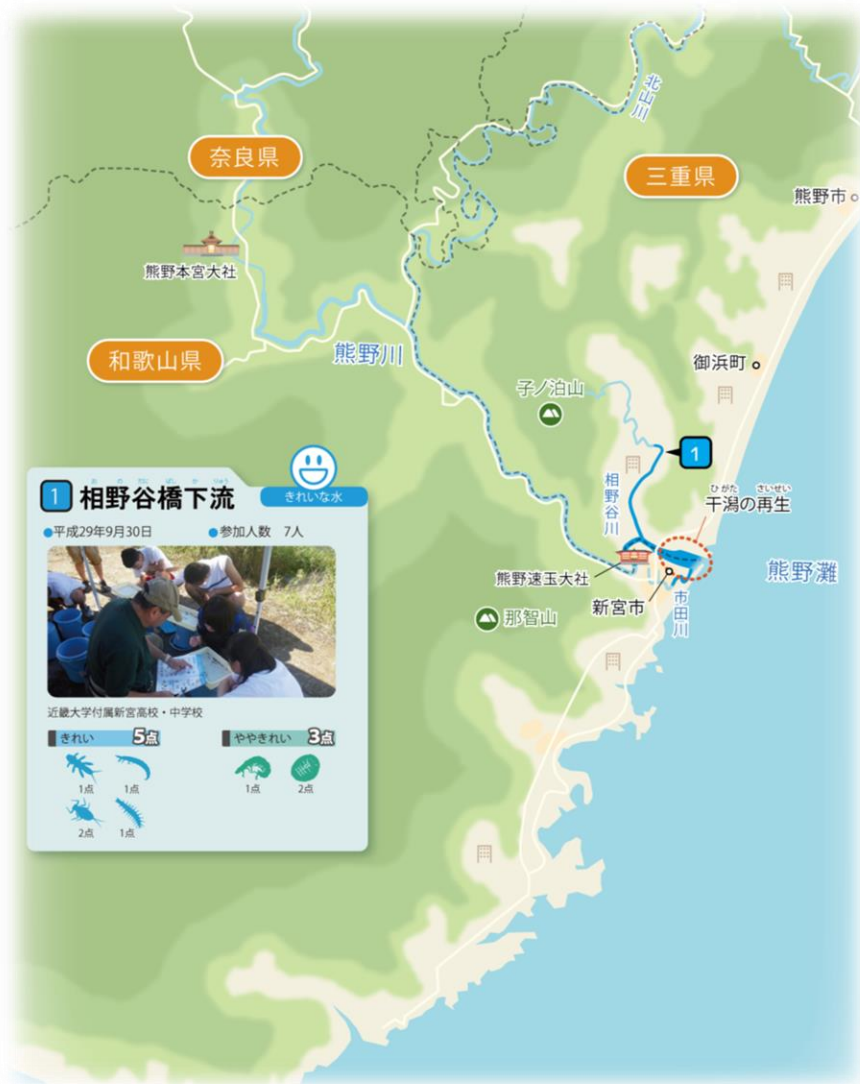 北山川
奈良県
三重県
熊野市
熊野本宮大社
和歌山県
熊野川
御浜町
子ノ泊山
1
相野谷川
ひがた さいせい
干潟の再生
熊野速玉大社
熊野灘
新宮市
市田川
那智山
1 相野谷橋下流
きれいな水
●平成29年9月30日 ●参加人数 7人
近畿大学付属新宮高校・中学校
きれい 5点 ややきれい 3点
1点 1点 1点 2点
2点 1点